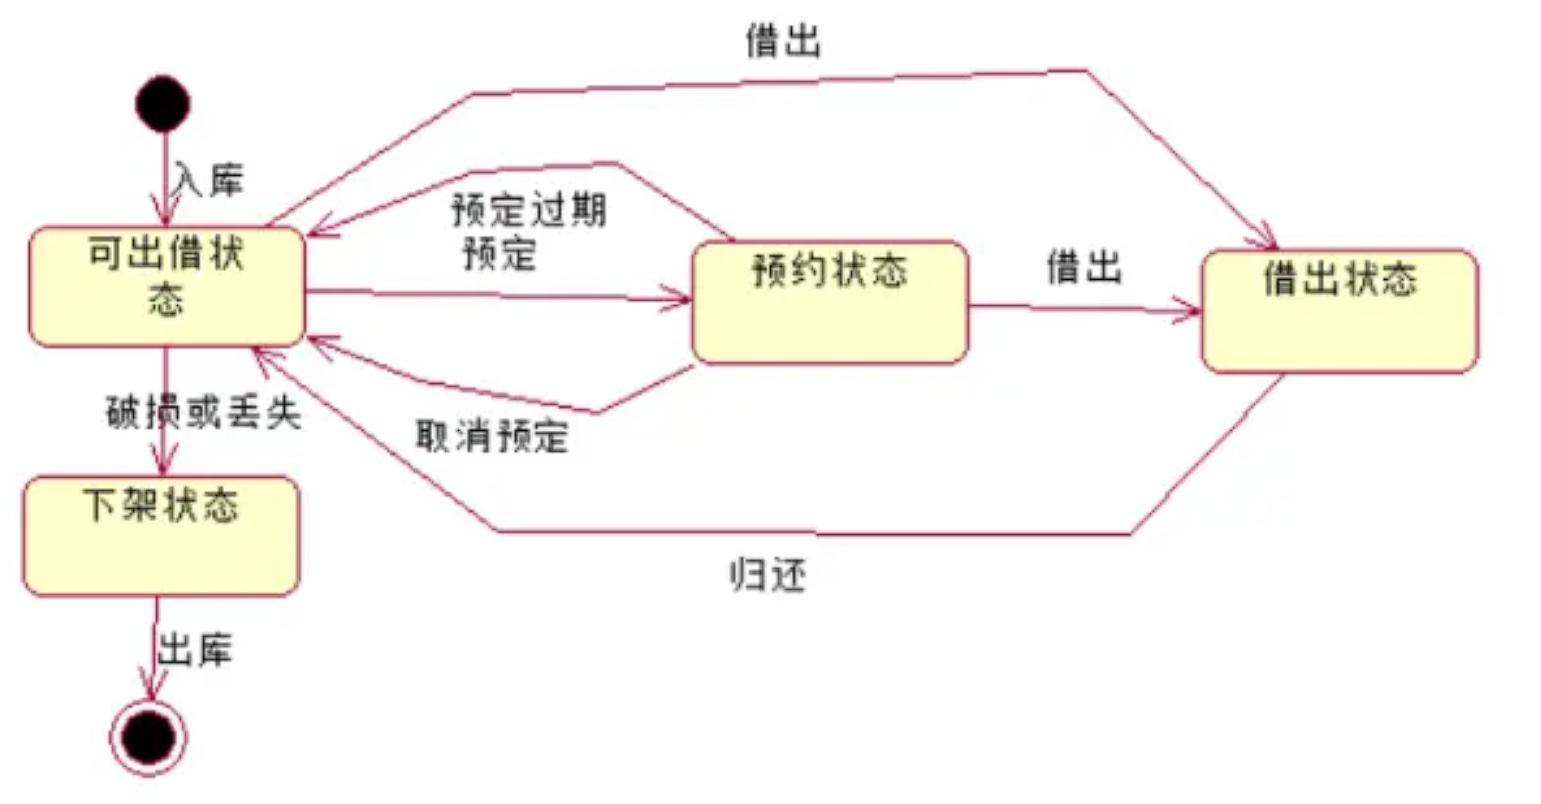 借出
入库
预定过期
预定
可出借状
态
预约状态
借出
借出状态
破损或丢失
取消预定
下架状态
归还
出库